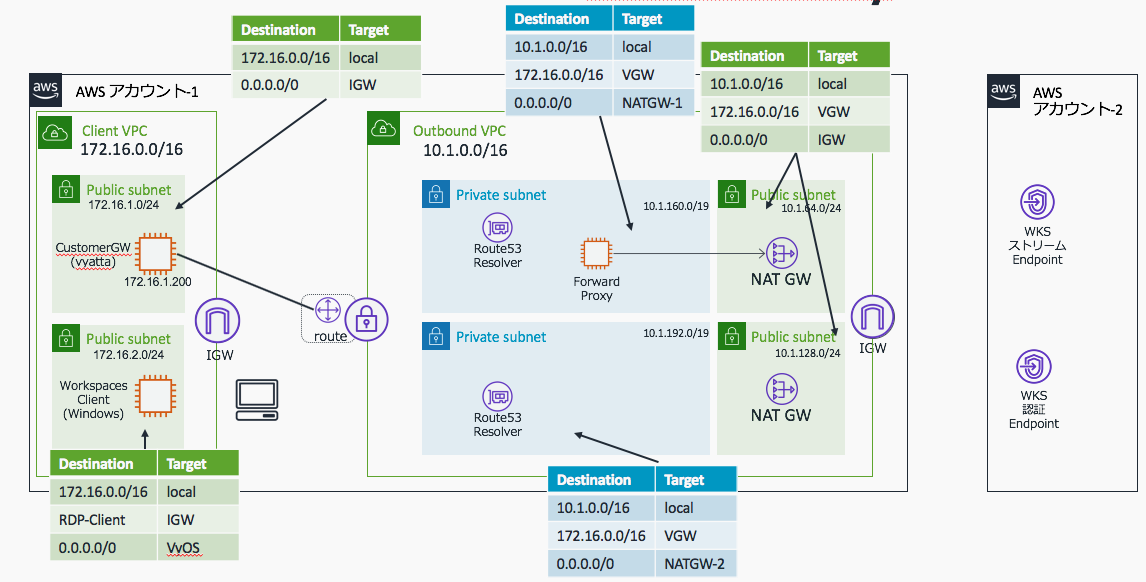 Destination Target
172.16.0.0/16 local
0.0.0.0/0 IGW
Destination Target
10.1.0.0/16 local
172.16.0.0/16 VGW
0.0.0.0/0 NATGW-1
Destination Target
10.1.0.0/16 local
172.16.0.0/16 VGW
0.0.0.0/0 IGW
aws
AWS アカウント-1
Client VPC
172.16.0.0/16
Public subnet
172.16.1.0/24
CustomerGW
(vyatta)
172.16.1.200
Public subnet
172.16.2.0/24
Workspaces
Client
(Windows)
IGW
route
Outbound VPC
10.1.0.0/16
Private subnet
10.1.160.0/19
Route53
Resolver
Forward
Proxy
Public subnet
10.1.64.0/24
NAT GW
Private subnet
10.1.192.0/19
Route53
Resolver
Public subnet
10.1.128.0/24
NAT GW
IGW
Destination Target
172.16.0.0/16 local
RDP-Client IGW
0.0.0.0/0 VyOS
Destination Target
10.1.0.0/16 local
172.16.0.0/16 VGW
0.0.0.0/0 NATGW-2
aws
AWS
アカウント-2
WKS
ストリーム
Endpoint
WKS
認証
Endpoint